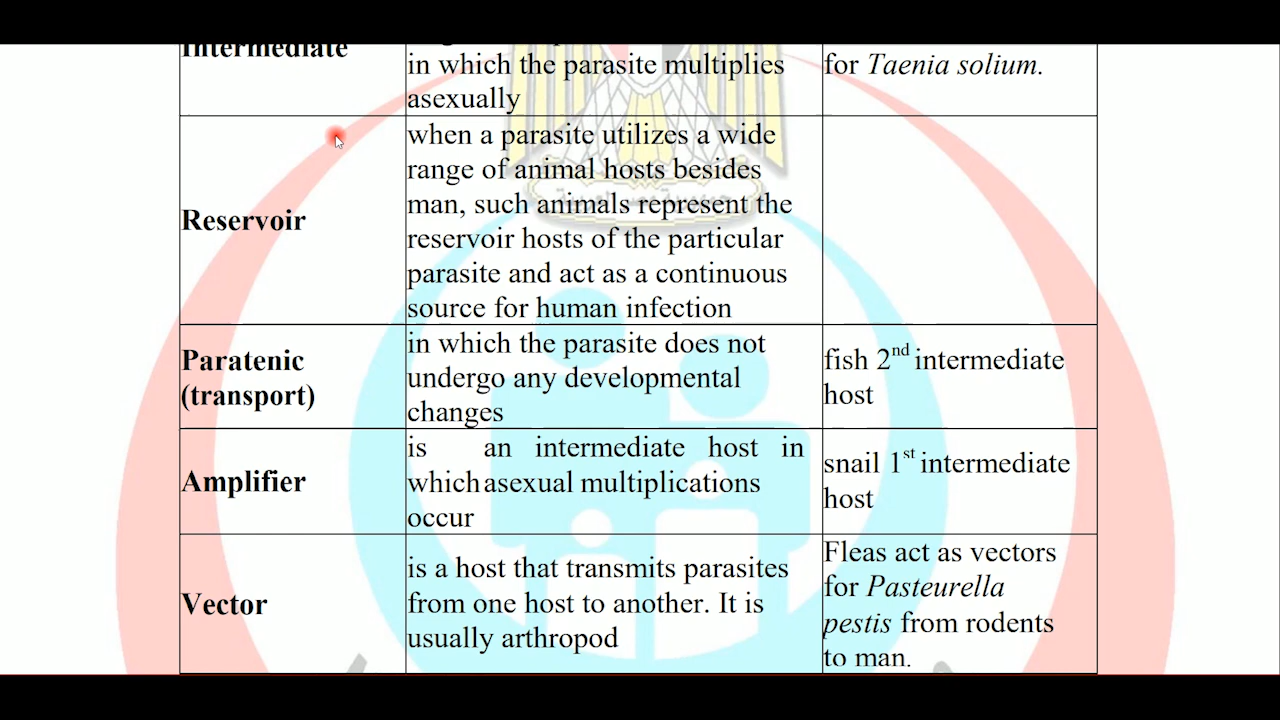 Intermediate
in which the parasite multiplies
asexually
for Taenia solium.
Reservoir
when a parasite utilizes a wide
range of animal hosts besides
man, such animals represent the
reservoir hosts of the particular
parasite and act as a continuous
source for human infection
Paratenic
(transport)
in which the parasite does not
undergo any developmental
changes
fish 2nd intermediate
host
Amplifier
is an intermediate host in
which asexual multiplications
occur
snail 1st intermediate
host
Vector
is a host that transmits parasites
from one host to another. It is
usually arthropod
Fleas act as vectors
for Pasteurella
pestis from rodents
to man.